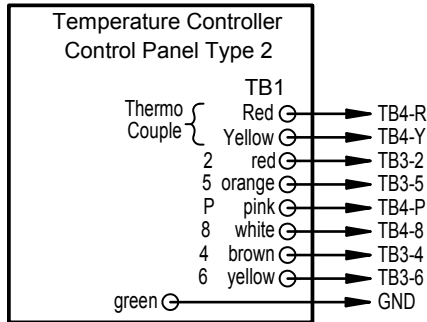 Temperature Controller
Control Panel Type 2
TB1
Thermo Red TB4-R
Couple Yellow TB4-Y
2 red TB3-2
5 orange TB3-5
P pink TB4-P
8 white TB4-8
4 brown TB3-4
6 yellow TB3-6
green GND